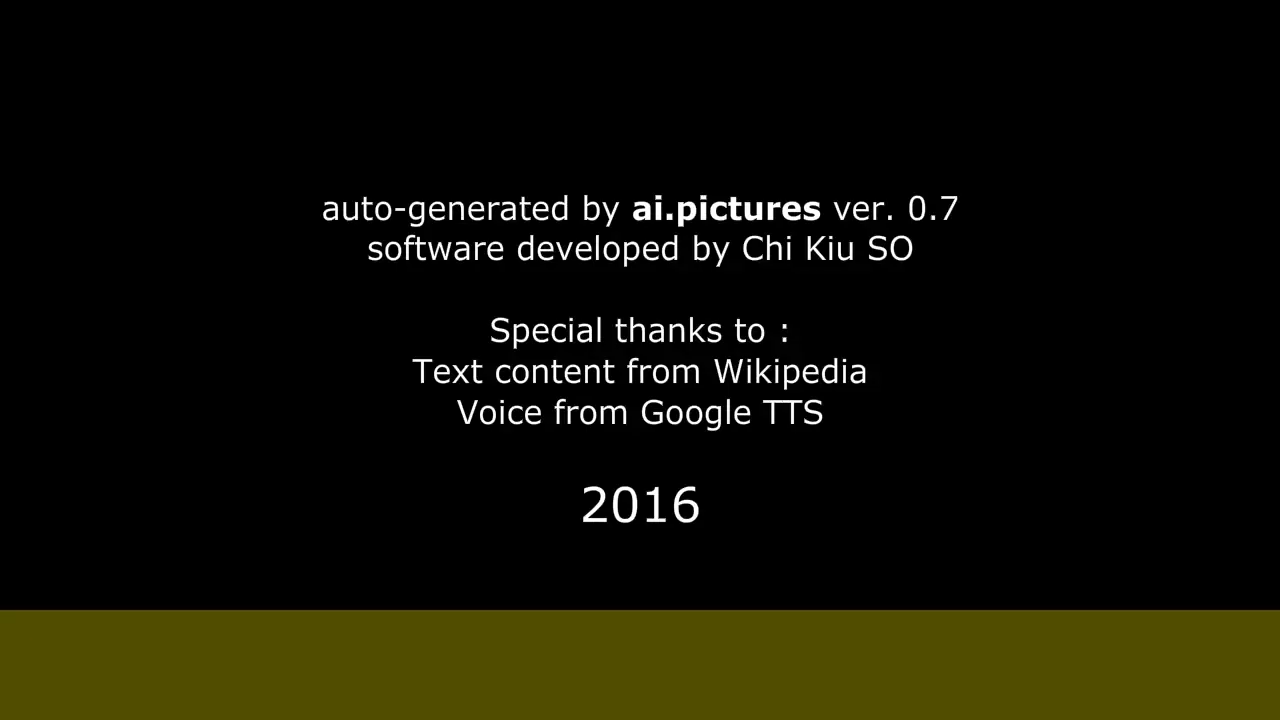 auto-generated by ai.pictures ver. 0.7
software developed by Chi Kiu SO
Special thanks to :
Text content from Wikipedia
Voice from Google TTS
2016